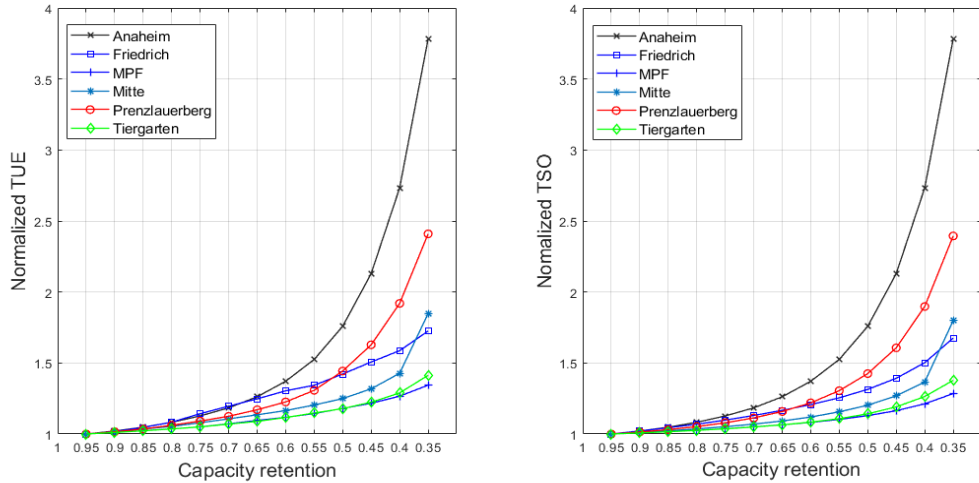 4
3.5
3
2.5
2
1.5
1
Normalized TUE
Anaheim
Friedrich
MPF
Mitte
Prenzlauerberg
Tiergarten
1 0.95 0.9 0.85 0.8 0.75 0.7 0.65 0.6 0.55 0.5 0.45 0.4 0.35
Capacity retention
4
3.5
3
2.5
2
1.5
1
Nomalized TSO
Anaheim
Friedrich
MPF
Mitte
Prenzlauerberg
Tiergarten
1 0.95 0.9 0.85 0.8 0.75 0.7 0.65 0.6 0.55 0.5 0.45 0.4 0.35
Capacity retention